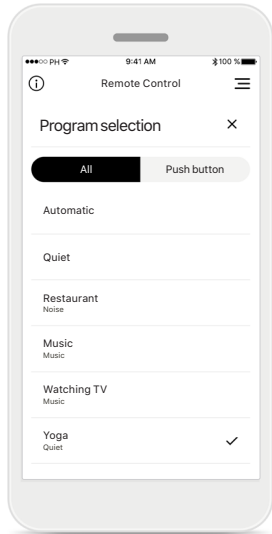 PH 9:41 AM 100 %
Remote Control
Program selection
All Push button
Automatic
Quiet
Restaurant
Noise
Music
Music
Watching TV
Music
Yoga
Quiet